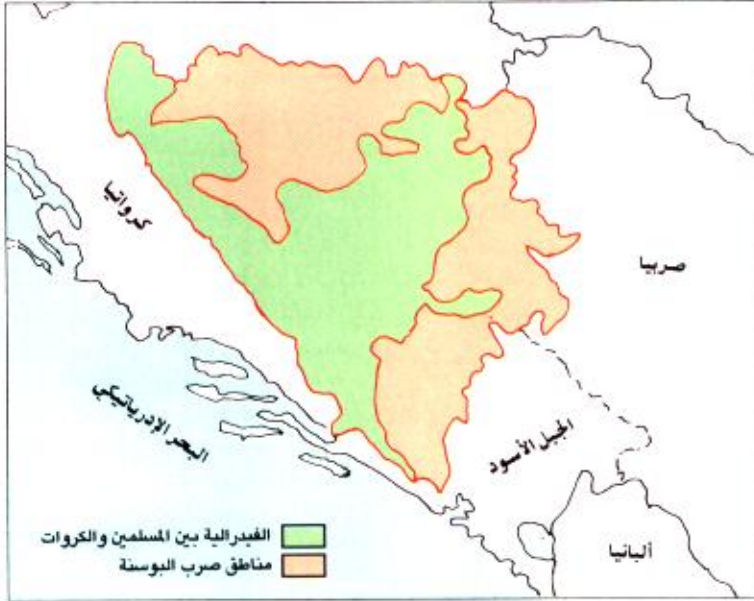 كرواتيا
صربيا
البحر الإدرياتيكي
الجبل الأسود
ألبانيا
الفيدرالية بين المسلمين والكروات
مناطق صرب البوسنة